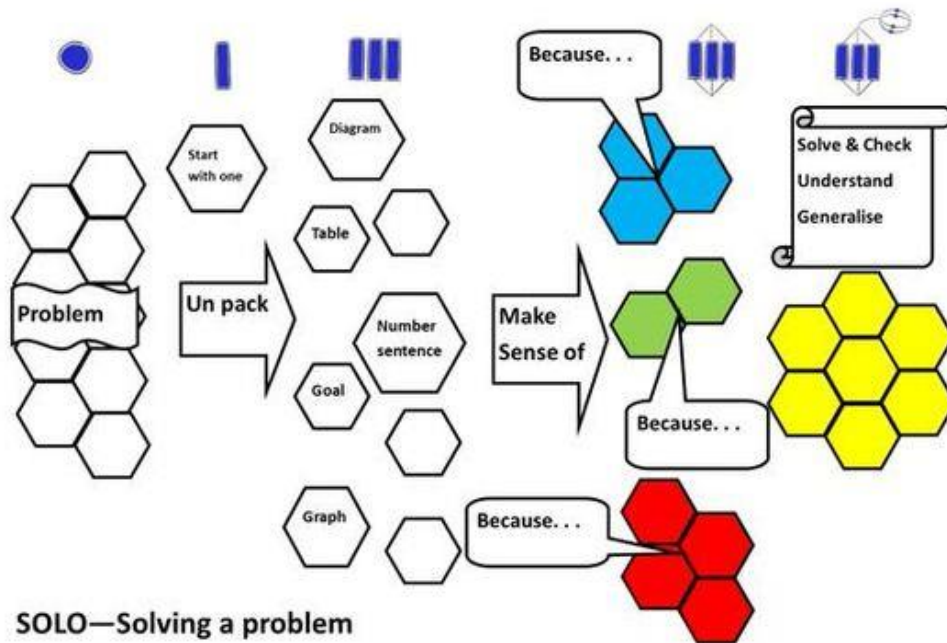 Because. . .
Start
with one
Diagram
Solve & Check
Understand
Generalise
Table
Problem
Un pack
Number
sentence
Make
Sense of
Goal
Because. . .
Graph
Because. . .
SOLO—Solving a problem